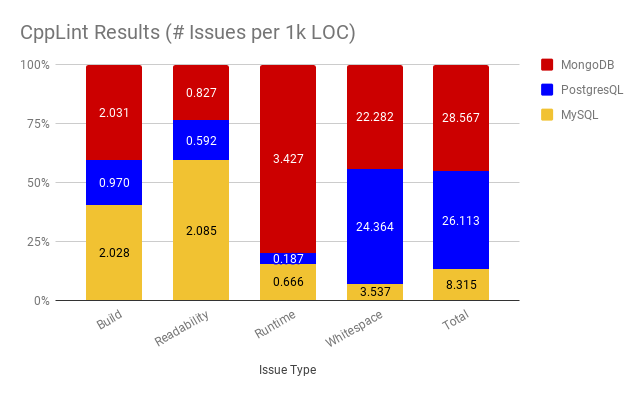 CppLint Results (# Issues per 1k LOC)
100%
75%
50%
25%
0%
2.031
0.970
2.028
0.827
0.592
2.085
3.427
0.187
0.666
22.282
24.364
3.537
28.567
26.113
8.315
Build
Readability
Runtime
Whitespace
Total
Issue Type
MongoDB
PostgresQL
MySQL